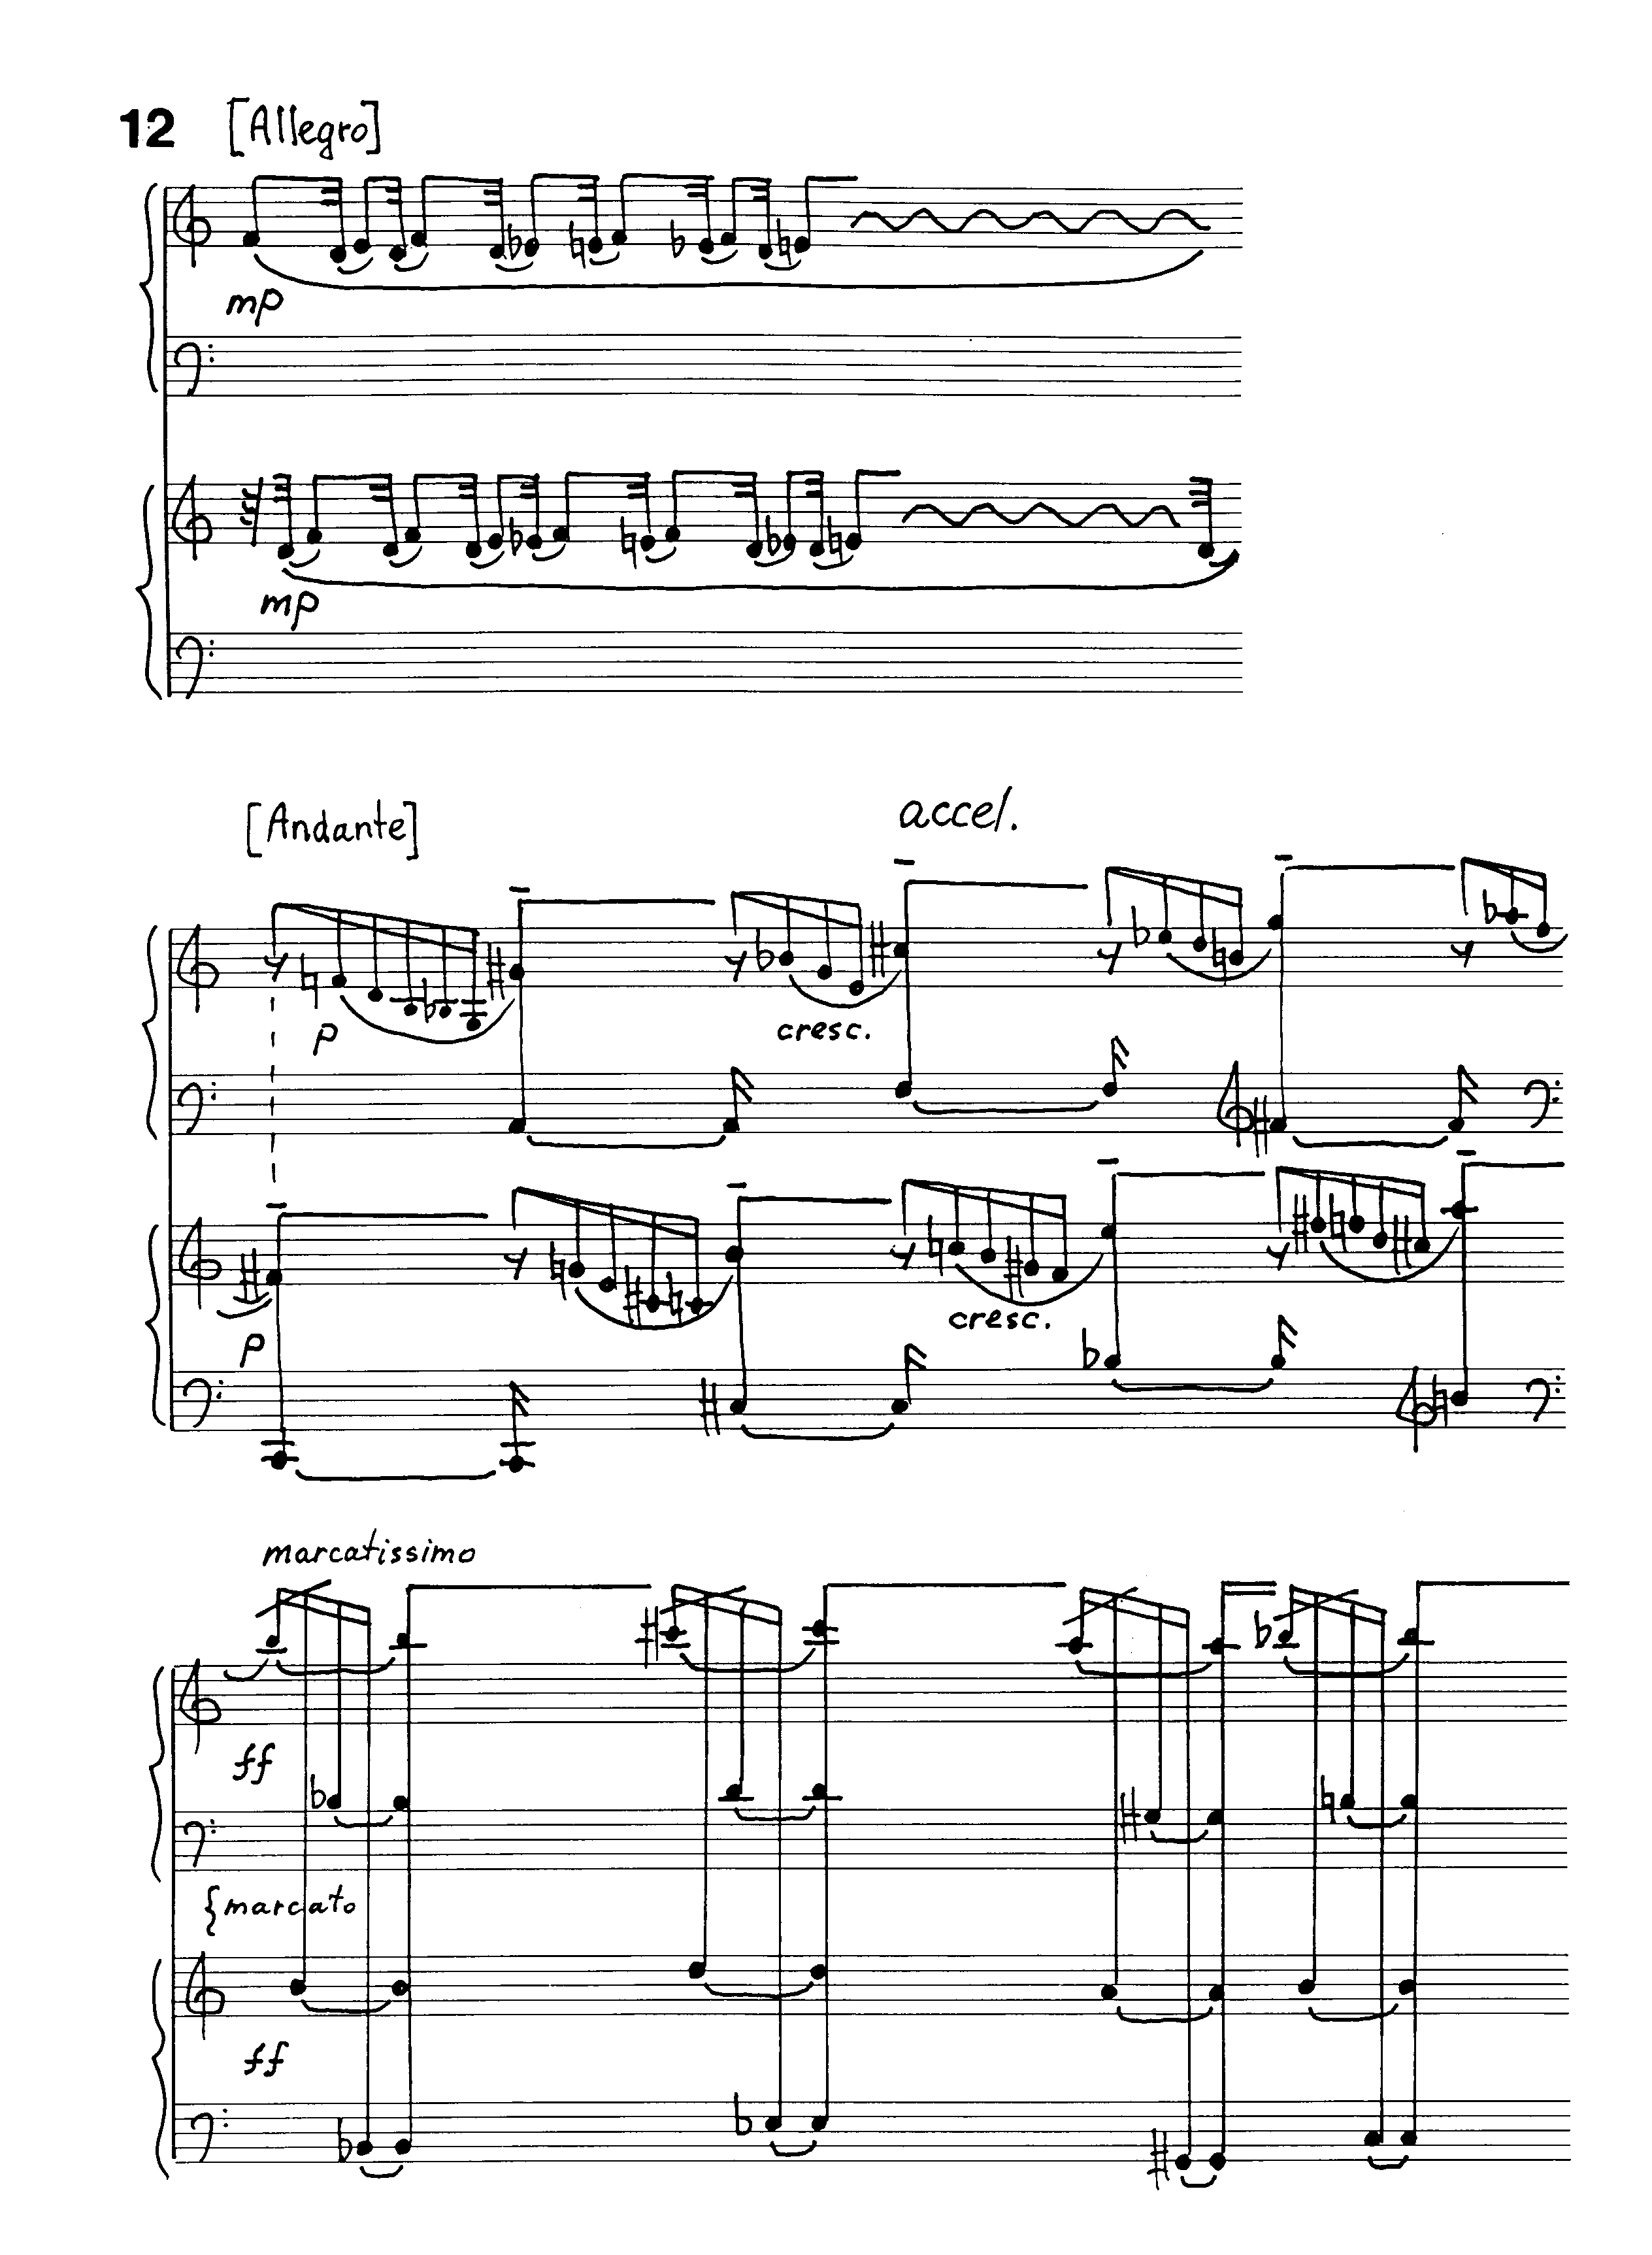 12 [Allegro]
mp
mp
[Andante] accel.
p cresc.
p cresc.
marcatissimo
ff
{marcato
ff